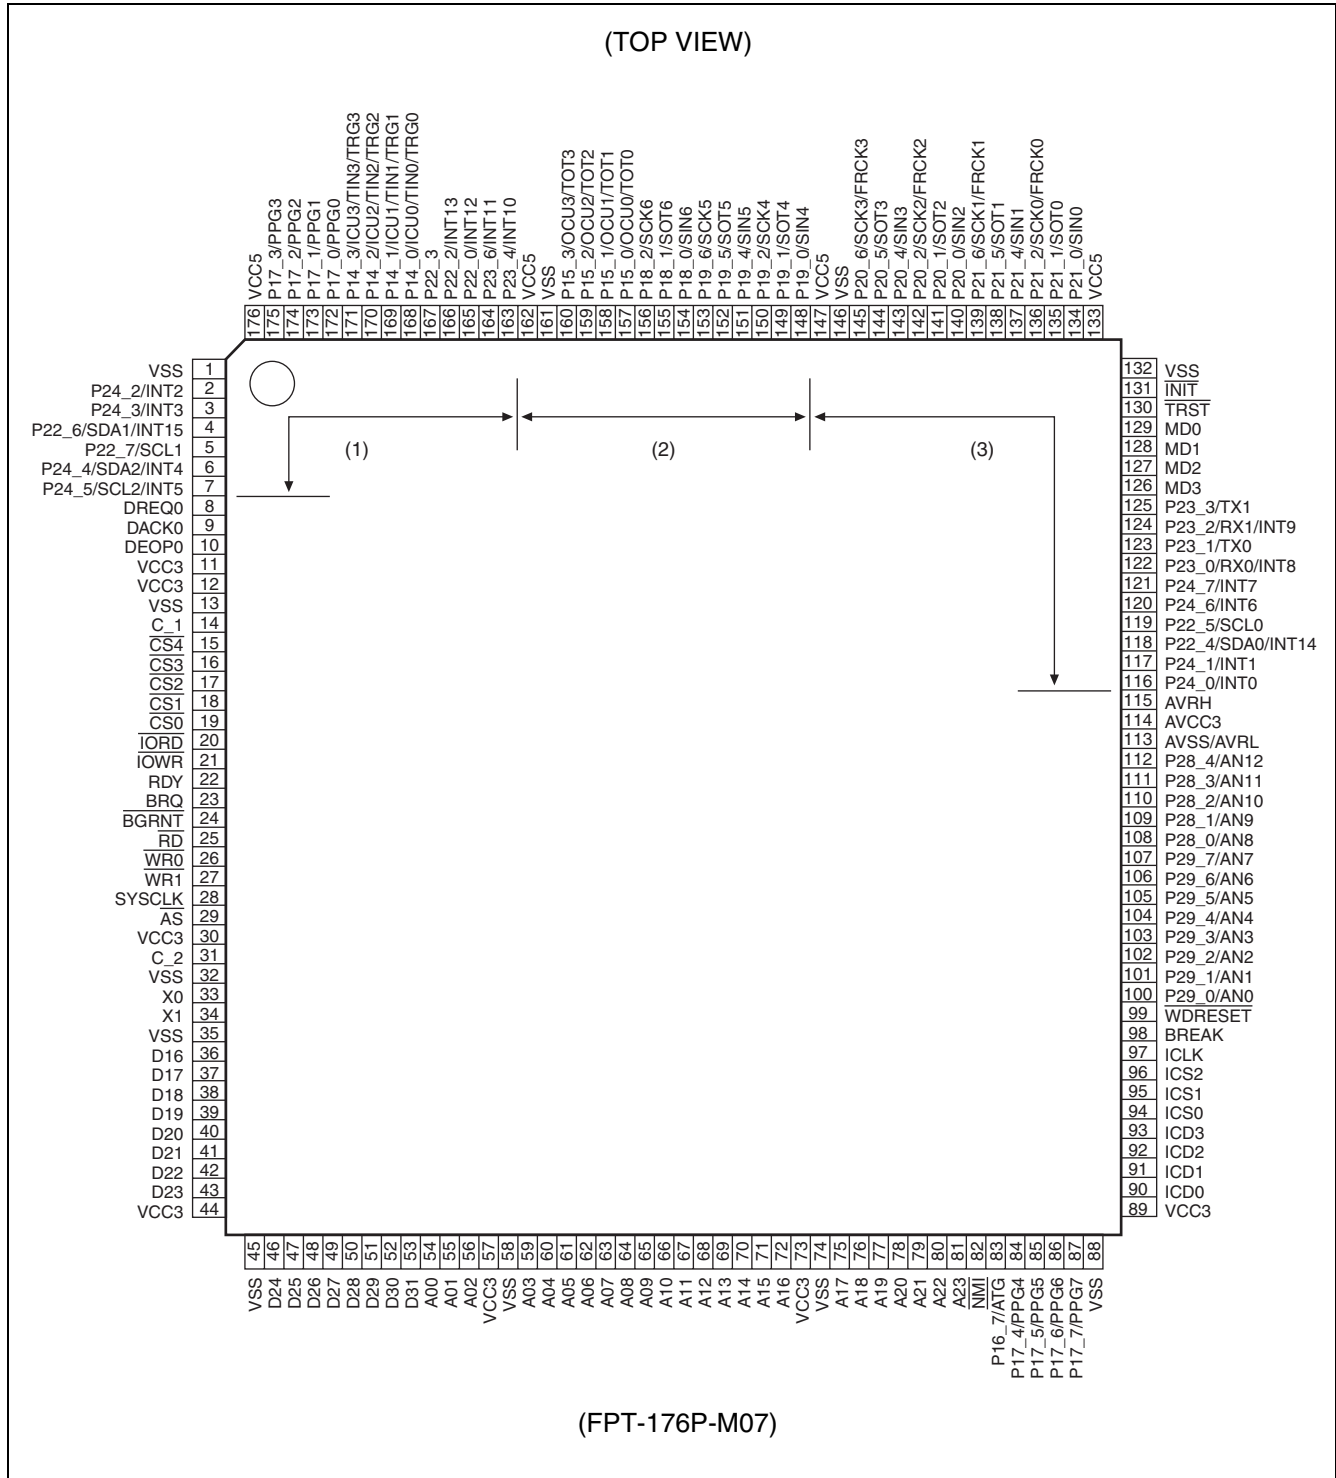 (TOP VIEW)
VCC5
P17_3/PPG3
P17_2/PPG2
P17_1/PPG1
P17_0/PPG0
P14_3/ICU3/TIN3/TRG3
P14_2/ICU2/TIN2/TRG2
P14_1/ICU1/TIN1/TRG1
P14_0/ICU0/TIN0/TRG0
P22_3
P22_2/INT13
P22_0/INT12
P23_6/INT11
P23_4/INT10
VCC5
VSS
P15_3/OCU3/TOT3
P15_2/OCU2/TOT2
P15_1/OCU1/TOT1
P15_0/OCU0/TOT0
P18_2/SCK6
P18_1/SOT6
P18_0/SIN6
P19_6/SCK5
P19_5/SOT5
P19_4/SIN5
P19_2/SCK4
P19_1/SOT4
P19_0/SIN4
VCC5
VSS
P20_6/SCK3/FRCK3
P20_5/SOT3
P20_4/SIN3
P20_2/SCK2/FRCK2
P20_1/SOT2
P20_0/SIN2
P21_6/SCK1/FRCK1
P21_5/SOT1
P21_4/SIN1
P21_2/SCK0/FRCK0
P21_1/SOT0
P21_0/SIN0
VCC5
176 175 174 173 172 171 170 169 168 167 166 165 164 163 162 161 160 159 158 157 156 155 154 153 152 151 150 149 148 147 146 145 144 143 142 141 140 139 138 137 136 135 134 133
VSS 1
P24_2/INT2 2
P24_3/INT3 3
P22_6/SDA1/INT15 4
P22_7/SCL1 5
P24_4/SDA2/INT4 6
P24_5/SCL2/INT5 7
DREQ0 8
DACK0 9
DEOP0 10
VCC3 11
VCC3 12
VSS 13
C_1 14
CS4 15
CS3 16
CS2 17
CS1 18
CS0 19
IORD 20
IOWR 21
RDY 22
BRQ 23
BGRNT 24
RD 25
WR0 26
WR1 27
SYSCLK 28
AS 29
VCC3 30
C_2 31
VSS 32
X0 33
X1 34
VSS 35
D16 36
D17 37
D18 38
D19 39
D20 40
D21 41
D22 42
D23 43
VCC3 44
(1)
(2)
(3)
132 VSS
131 INIT
130 TRST
129 MD0
128 MD1
127 MD2
126 MD3
125 P23_3/TX1
124 P23_2/RX1/INT9
123 P23_1/TX0
122 P23_0/RX0/INT8
121 P24_7/INT7
120 P24_6/INT6
119 P22_5/SCL0
118 P22_4/SDA0/INT14
117 P24_1/INT1
116 P24_0/INT0
115 AVRH
114 AVCC3
113 AVSS/AVRL
112 P28_4/AN12
111 P28_3/AN11
110 P28_2/AN10
109 P28_1/AN9
108 P28_0/AN8
107 P29_7/AN7
106 P29_6/AN6
105 P29_5/AN5
104 P29_4/AN4
103 P29_3/AN3
102 P29_2/AN2
101 P29_1/AN1
100 P29_0/AN0
99 WDRESET
98 BREAK
97 ICLK
96 ICS2
95 ICS1
94 ICS0
93 ICD3
92 ICD2
91 ICD1
90 ICD0
89 VCC3
45 46 47 48 49 50 51 52 53 54 55 56 57 58 59 60 61 62 63 64 65 66 67 68 69 70 71 72 73 74 75 76 77 78 79 80 81 82 83 84 85 86 87 88
VSS
D24
D25
D26
D27
D28
D29
D30
D31
A00
A01
A02
VCC3
VSS
A03
A04
A05
A06
A07
A08
A09
A10
A11
A12
A13
A14
A15
A16
VCC3
VSS
A17
A18
A19
A20
A21
A22
A23
NMI
P16_7/ATG
P17_4/PPG4
P17_5/PPG5
P17_6/PPG6
P17_7/PPG7
VSS
(FPT-176P-M07)